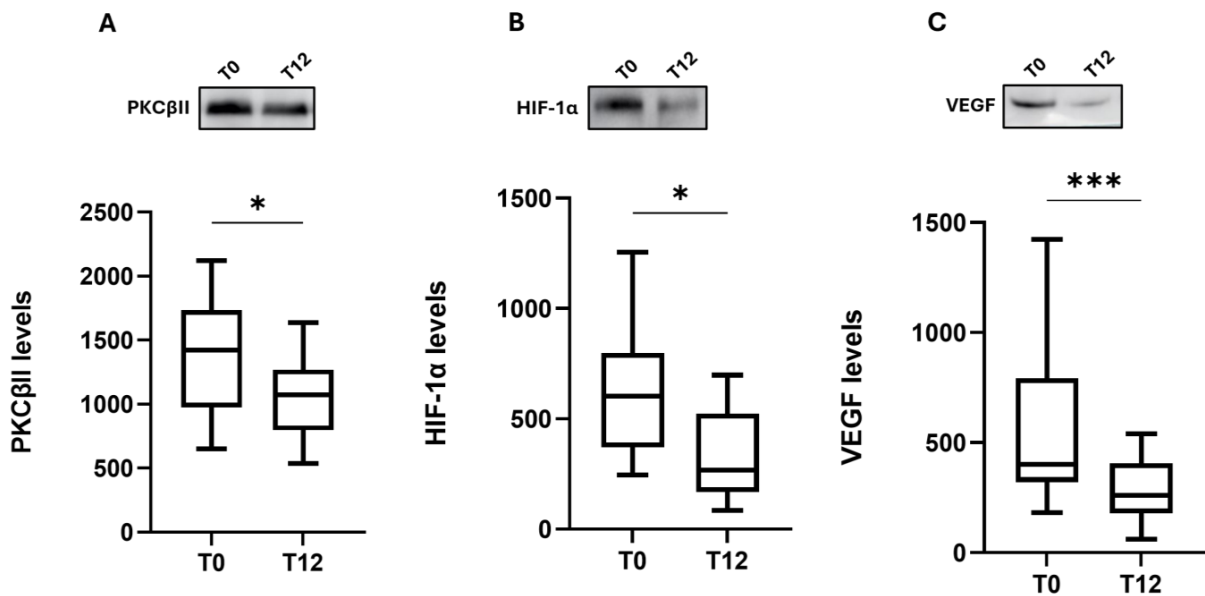 A
T0 T12
PKCβII
*
PKCβII levels
2500
2000
1500
1000
500
0
T0 T12
B
T0 T12
HIF-1α
*
HIF-1α levels
1500
1000
500
0
T0 T12
C
T0 T12
VEGF
***
VEGF levels
1500
1000
500
0
T0 T12